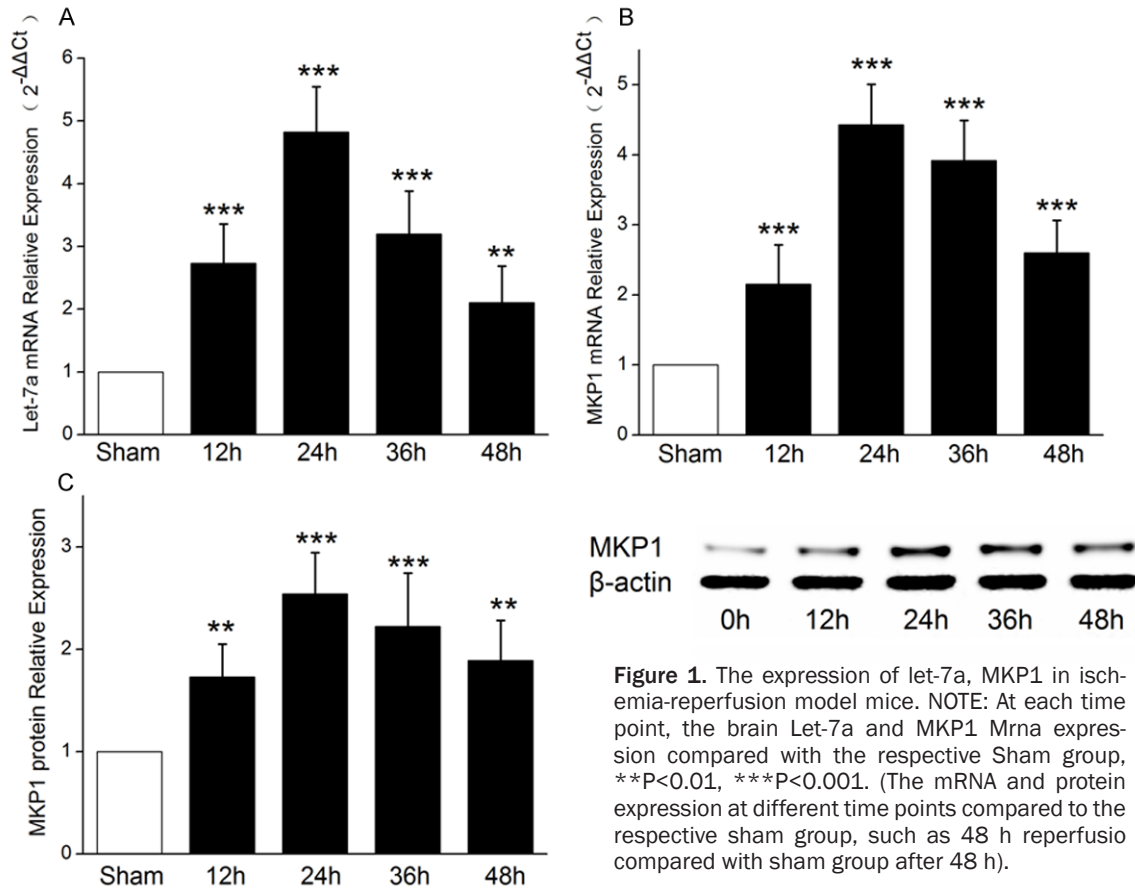 A
Let-7a mRNA Relative Expression ( 2-ΔΔCt )
6
5
4
3
2
1
0
***
***
***
**
Sham 12h 24h 36h 48h
B
MKP1 mRNA Relative Expression ( 2-ΔΔCt )
5
4
3
2
1
0
***
***
***
***
Sham 12h 24h 36h 48h
C
MKP1 protein Relative Expression
3
2
1
0
**
***
***
**
Sham 12h 24h 36h 48h
MKP1
β-actin
0h 12h 24h 36h 48h
Figure 1. The expression of let-7a, MKP1 in isch-
emia-reperfusion model mice. NOTE: At each time
point, the brain Let-7a and MKP1 Mrna expres-
sion compared with the respective Sham group,
**P<0.01, ***P<0.001. (The mRNA and protein
expression at different time points compared to the
respective sham group, such as 48 h reperfusio
compared with sham group after 48 h).